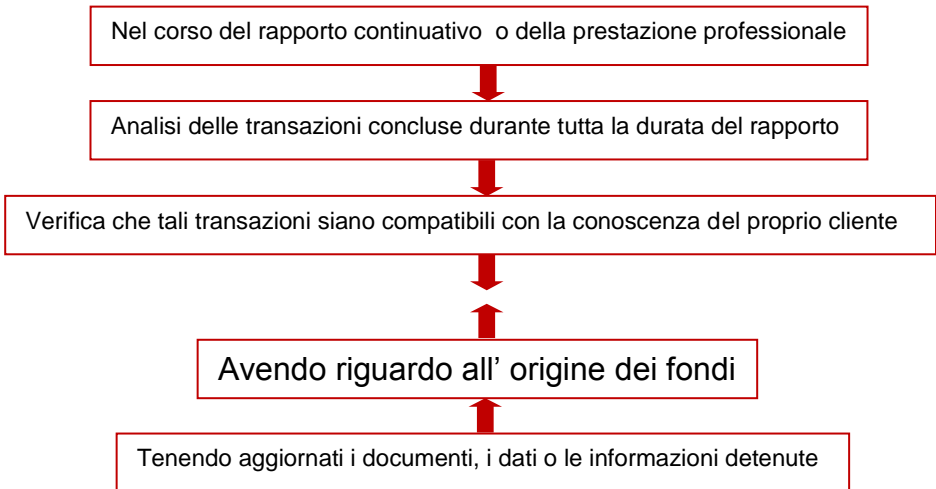 Nel corso del rapporto continuativo o della prestazione professionale
Analisi delle transazioni concluse durante tutta la durata del rapporto
Verifica che tali transazioni siano compatibili con la conoscenza del proprio cliente
Avendo riguardo all' origine dei fondi
Tenendo aggiornati i documenti, i dati o le informazioni detenute